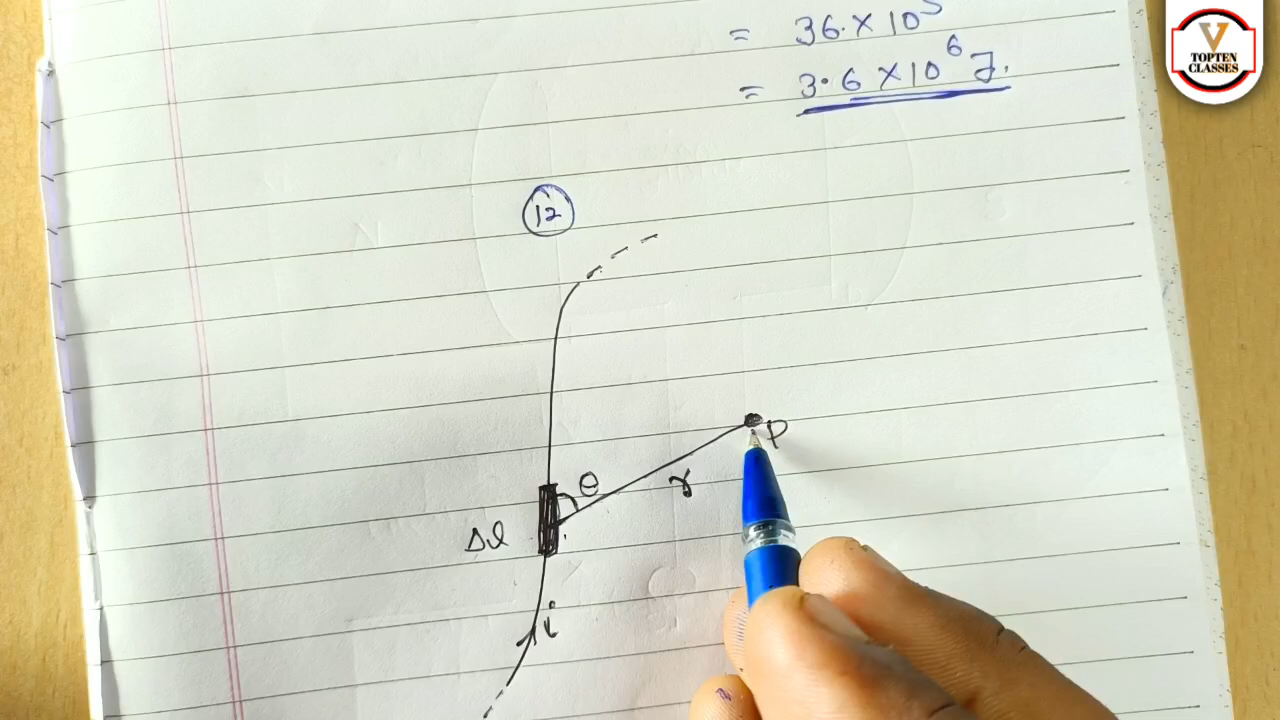 = 36.×10⁵
= 3.6 ×10⁶ J.
V
TOPTEN
CLASSES
12
P
θ
r
Δl
i